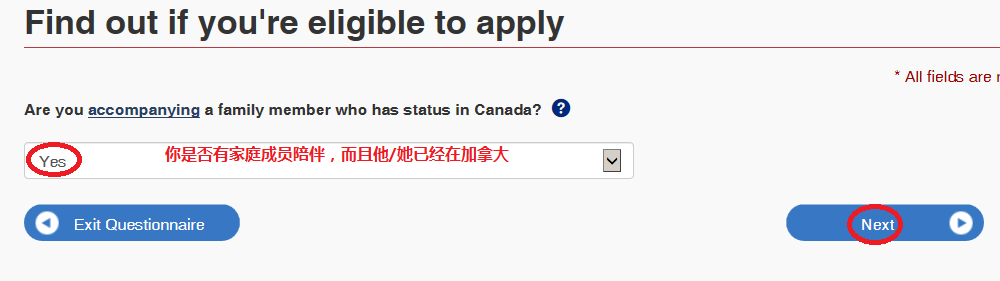 Find out if you're eligible to apply
* All fields are
Are you accompanying a family member who has status in Canada? ?
Yes 你是否有家庭成员陪伴，而且他/她已经在加拿大
Exit Questionnaire
Next